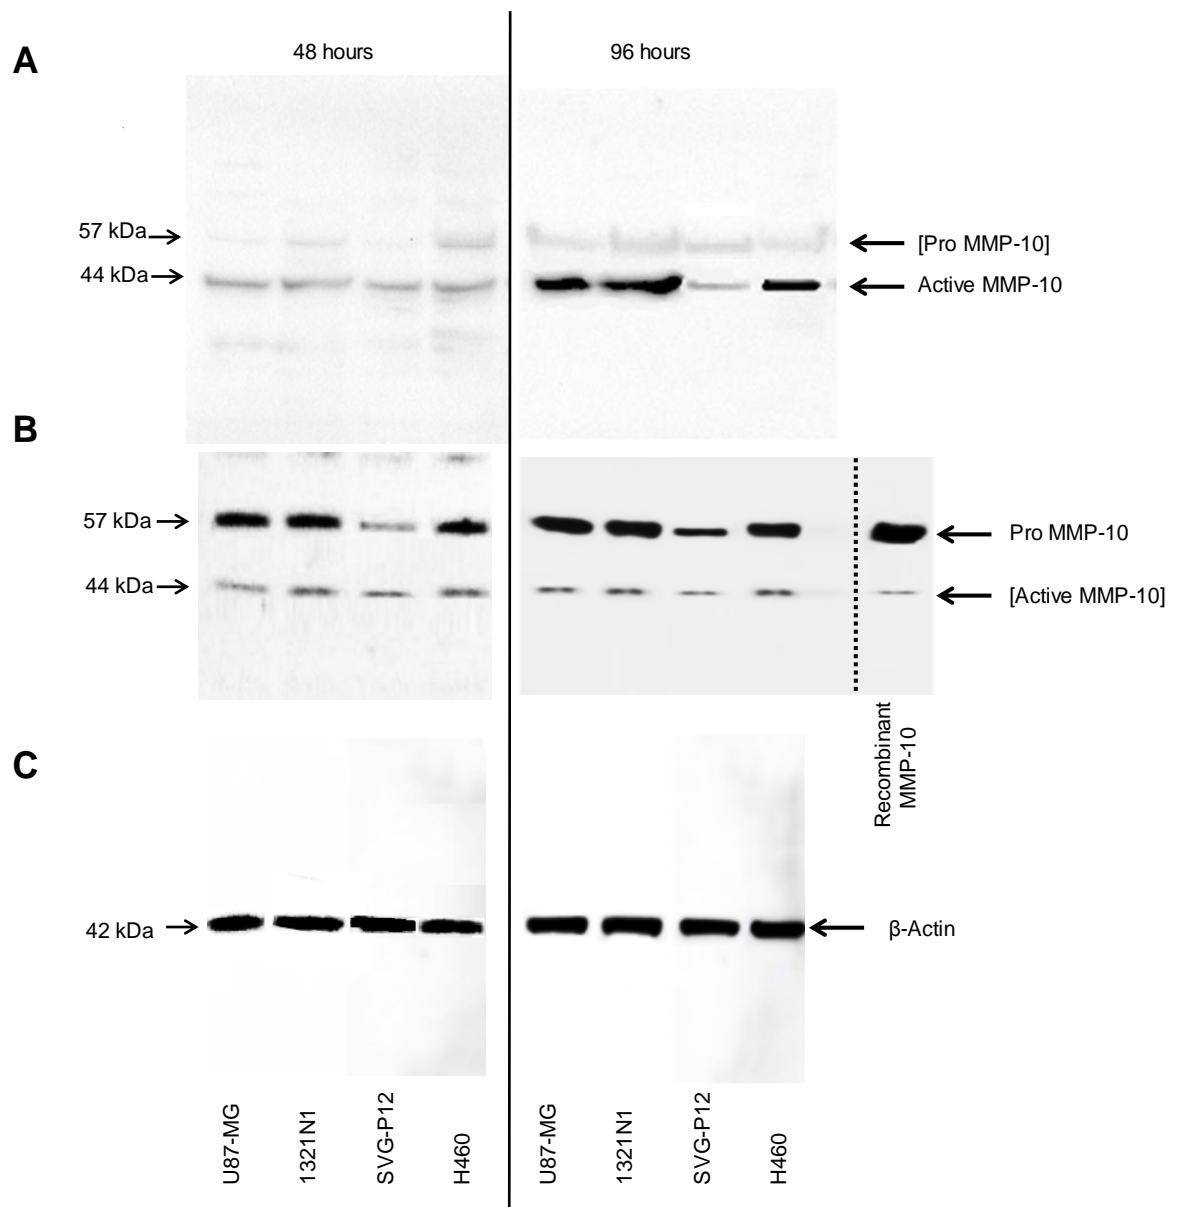 A
48 hours
96 hours
57 kDa
[Pro MMP-10]
44 kDa
Active MMP-10
B
57 kDa
Pro MMP-10
44 kDa
[Active MMP-10]
Recombinant
MMP-10
C
42 kDa
β-Actin
U87-MG
1321N1
SVG-P12
H460
U87-MG
1321N1
SVG-P12
H460